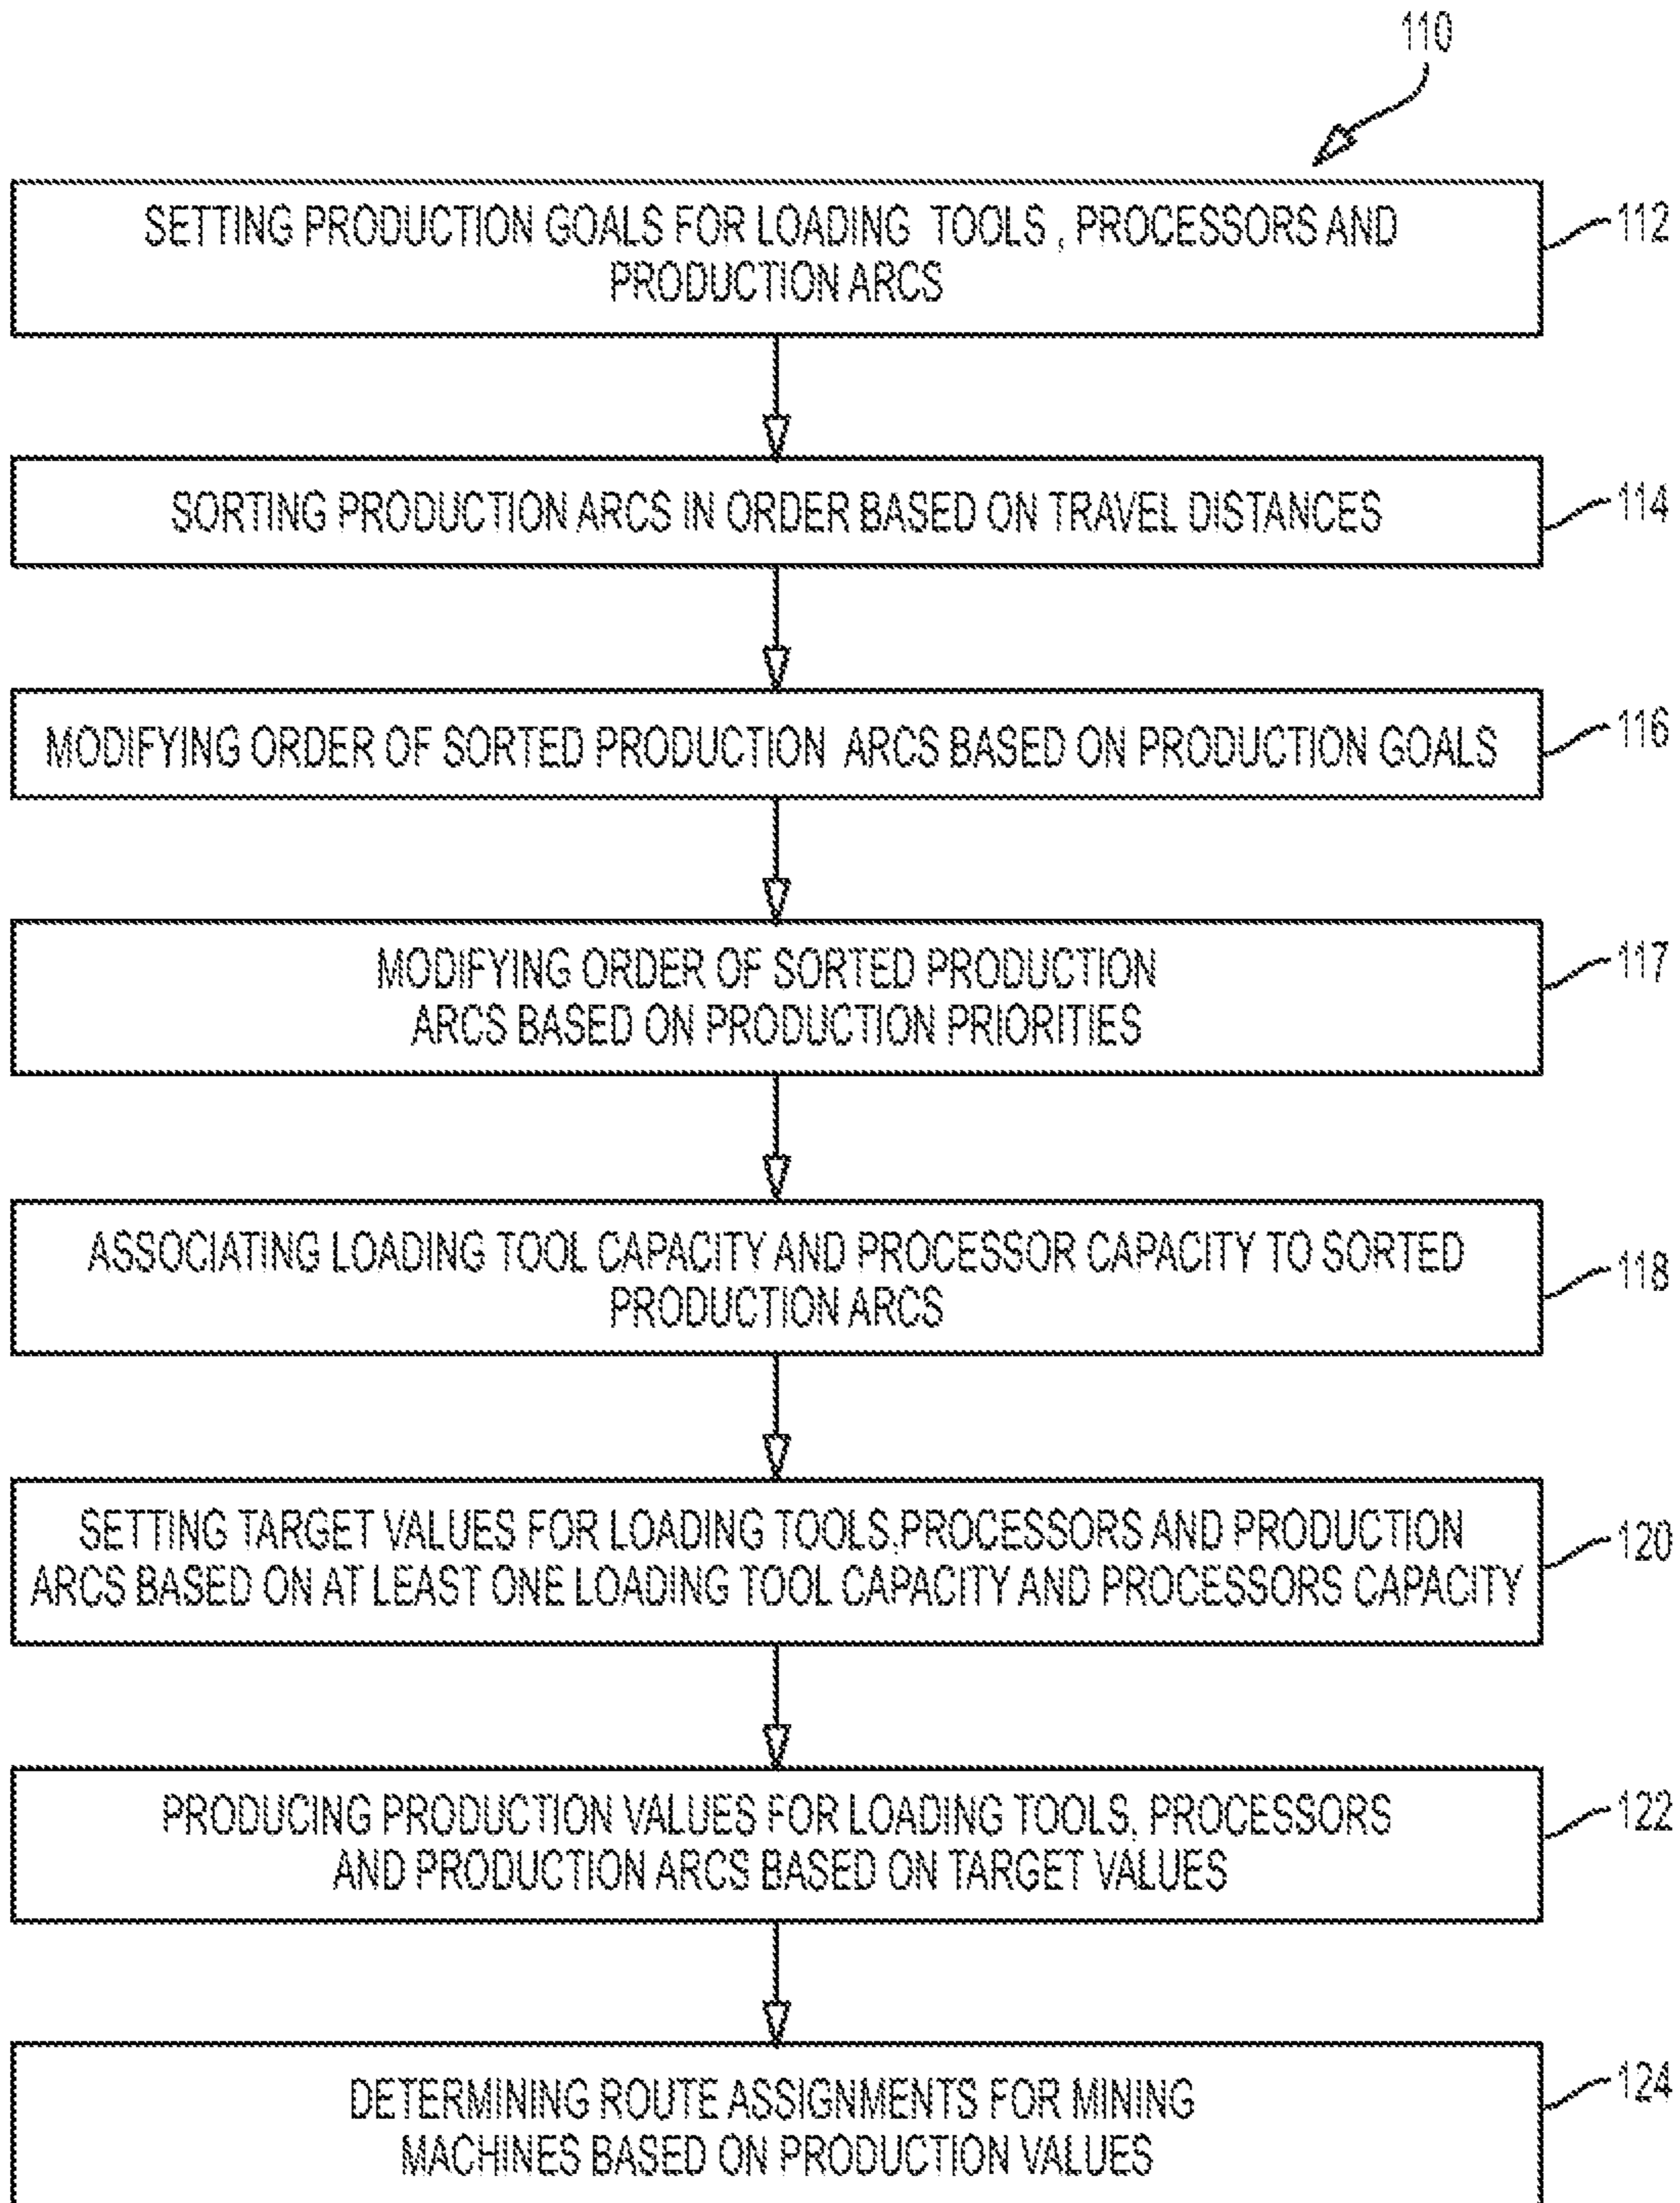 110
SETTING PRODUCTION GOALS FOR LOADING TOOLS , PROCESSORS AND
PRODUCTION ARCS
112
SORTING PRODUCTION ARCS IN ORDER BASED ON TRAVEL DISTANCES
114
MODIFYING ORDER OF SORTED PRODUCTION ARCS BASED ON PRODUCTION GOALS
116
MODIFYING ORDER OF SORTED PRODUCTION
ARCS BASED ON PRODUCTION PRIORITIES
117
ASSOCIATING LOADING TOOL CAPACITY AND PROCESSOR CAPACITY TO SORTED
PRODUCTION ARCS
118
SETTING TARGET VALUES FOR LOADING TOOLS,PROCESSORS AND PRODUCTION
ARCS BASED ON AT LEAST ONE LOADING TOOL CAPACITY AND PROCESSORS CAPACITY
120
PRODUCING PRODUCTION VALUES FOR LOADING TOOLS, PROCESSORS
AND PRODUCTION ARCS BASED ON TARGET VALUES
122
DETERMINING ROUTE ASSIGNMENTS FOR MINING
MACHINES BASED ON PRODUCTION VALUES
124